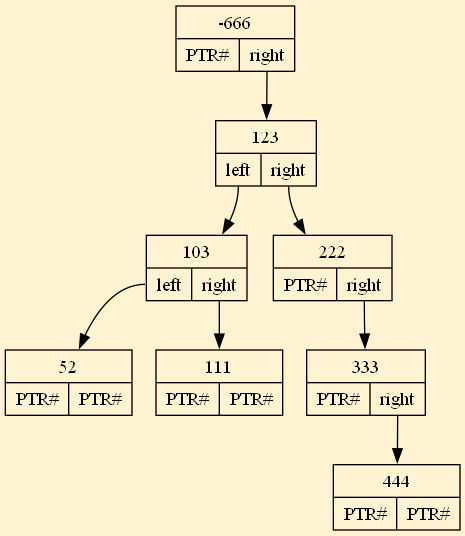 -666
PTR# right
123
left right
103
left right
222
PTR# right
52
PTR# PTR#
111
PTR# PTR#
333
PTR# right
444
PTR# PTR#